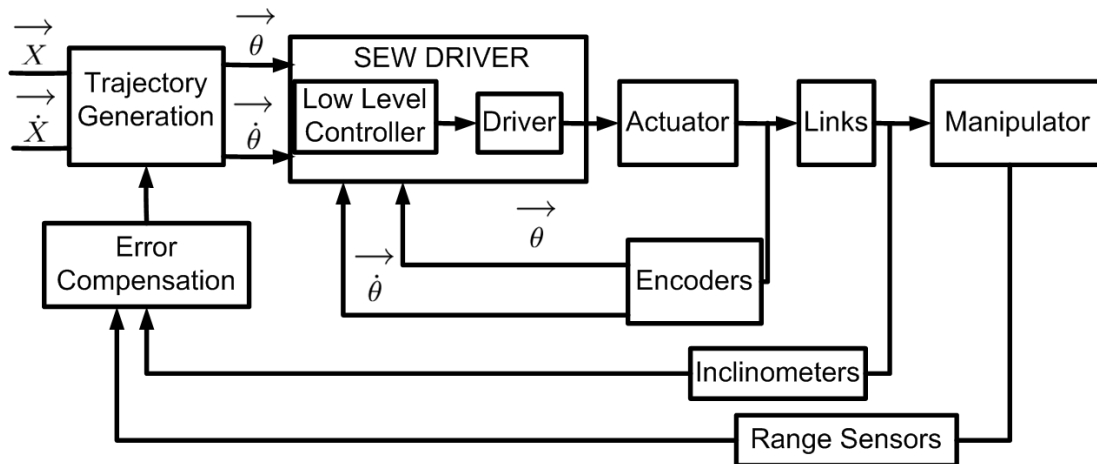 X⃗
θ⃗
SEW DRIVER
Trajectory
Generation
Low Level
Controller
Driver
Actuator
Links
Manipulator
Ẋ⃗
θ̇⃗
Error
Compensation
θ⃗
θ̇⃗
Encoders
Inclinometers
Range Sensors